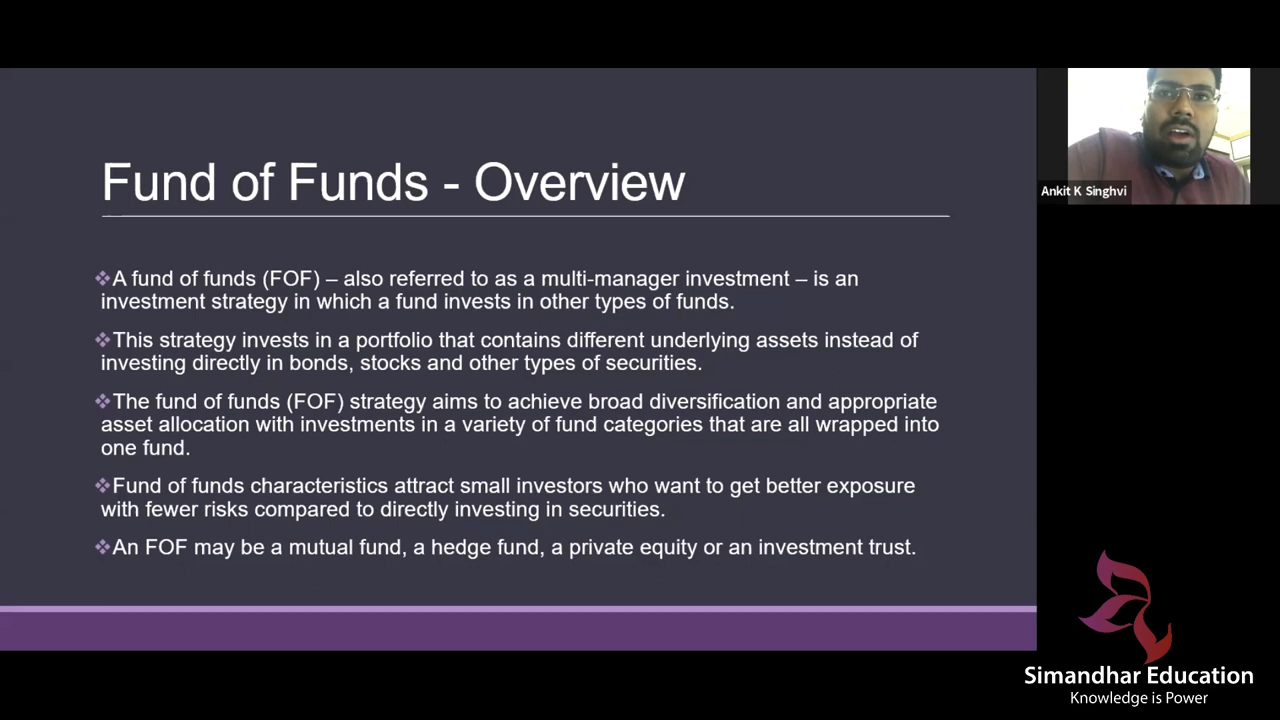 Fund of Funds - Overview
❖A fund of funds (FOF) – also referred to as a multi-manager investment – is an
investment strategy in which a fund invests in other types of funds.
❖This strategy invests in a portfolio that contains different underlying assets instead of
investing directly in bonds, stocks and other types of securities.
❖The fund of funds (FOF) strategy aims to achieve broad diversification and appropriate
asset allocation with investments in a variety of fund categories that are all wrapped into
one fund.
❖Fund of funds characteristics attract small investors who want to get better exposure
with fewer risks compared to directly investing in securities.
❖An FOF may be a mutual fund, a hedge fund, a private equity or an investment trust.
Ankit K Singhvi
Simandhar Education
Knowledge is Power